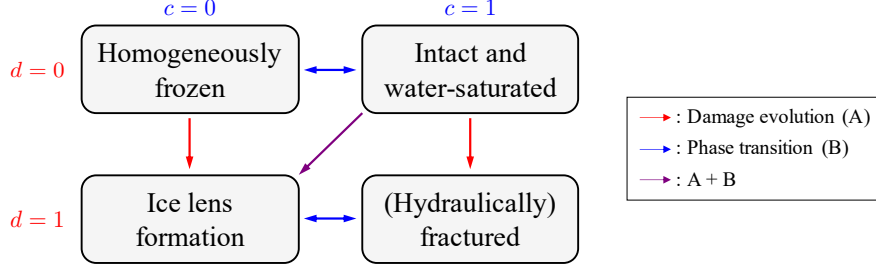 c = 0
c = 1
d = 0
Homogeneously
frozen
Intact and
water-saturated
: Damage evolution (A)
: Phase transition (B)
: A + B
d = 1
Ice lens
formation
(Hydraulically)
fractured